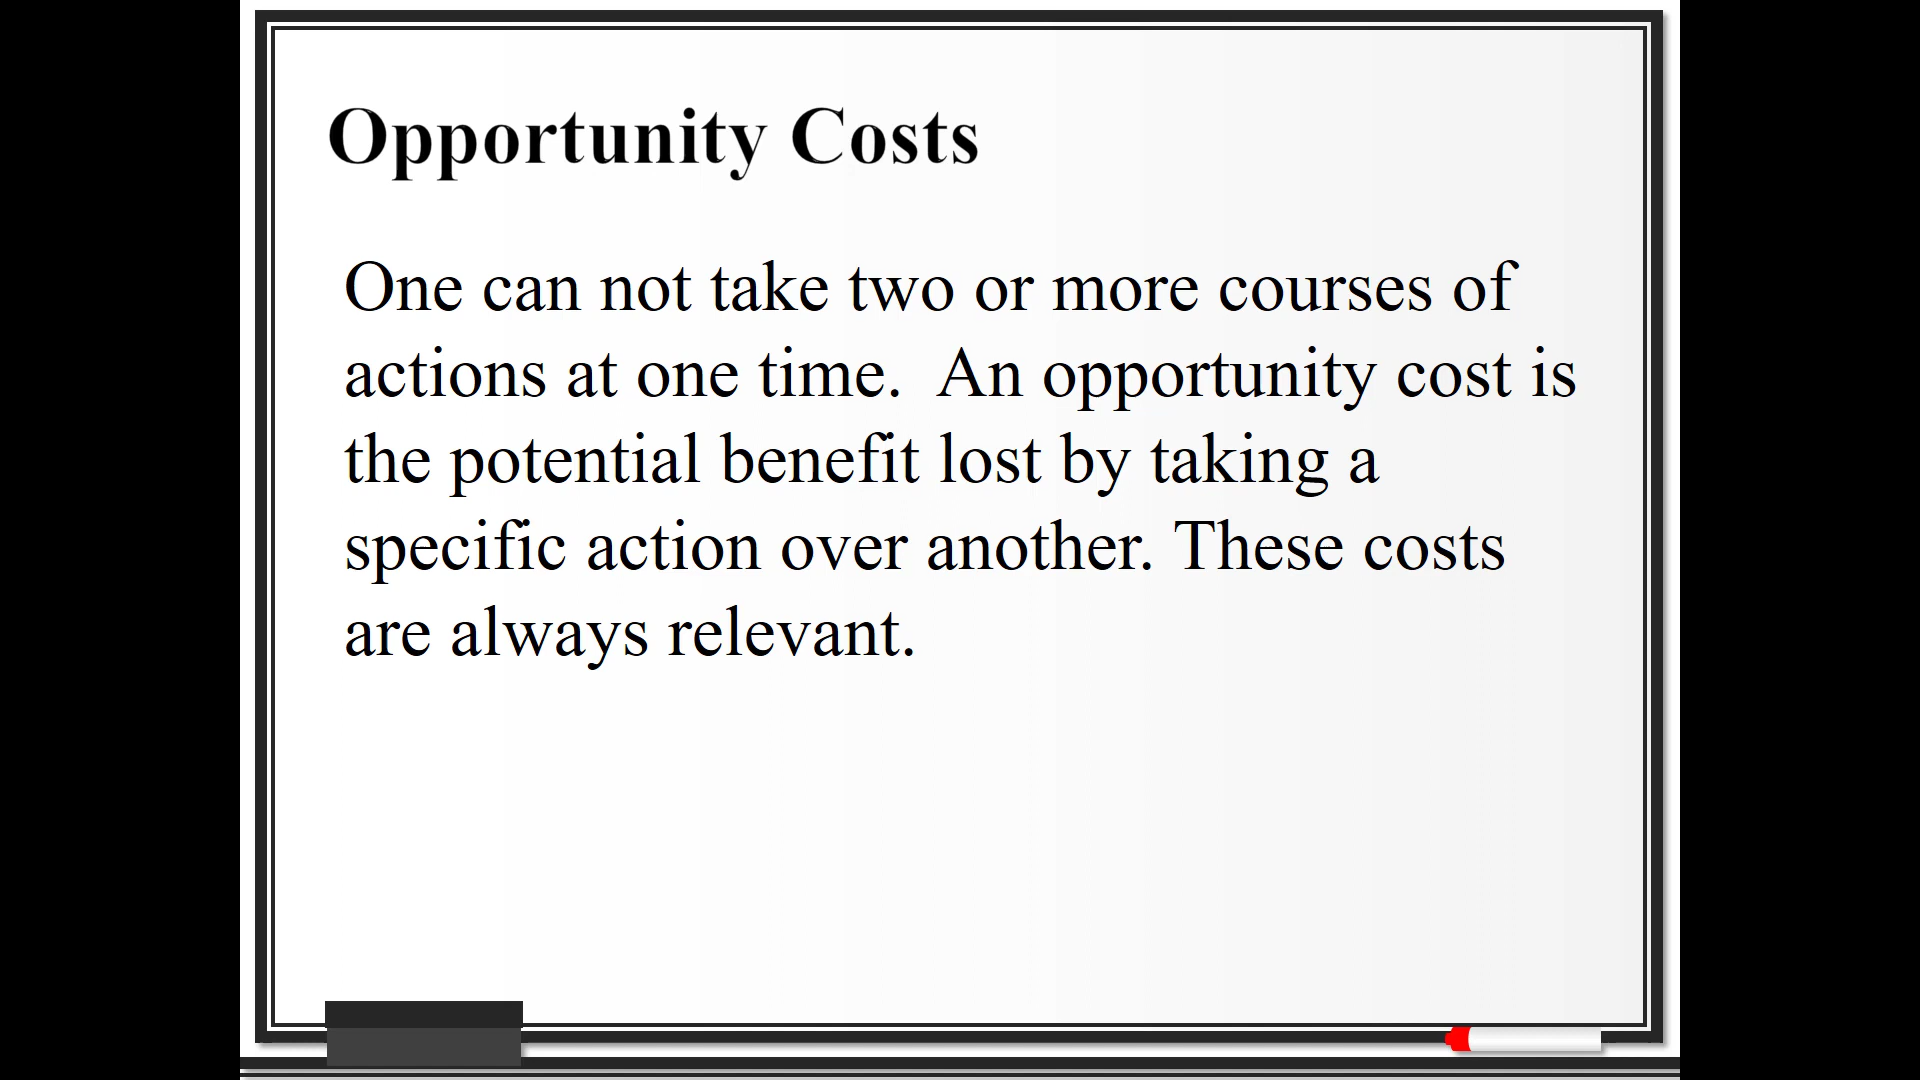 Opportunity Costs
One can not take two or more courses of
actions at one time.  An opportunity cost is
the potential benefit lost by taking a
specific action over another. These costs
are always relevant.